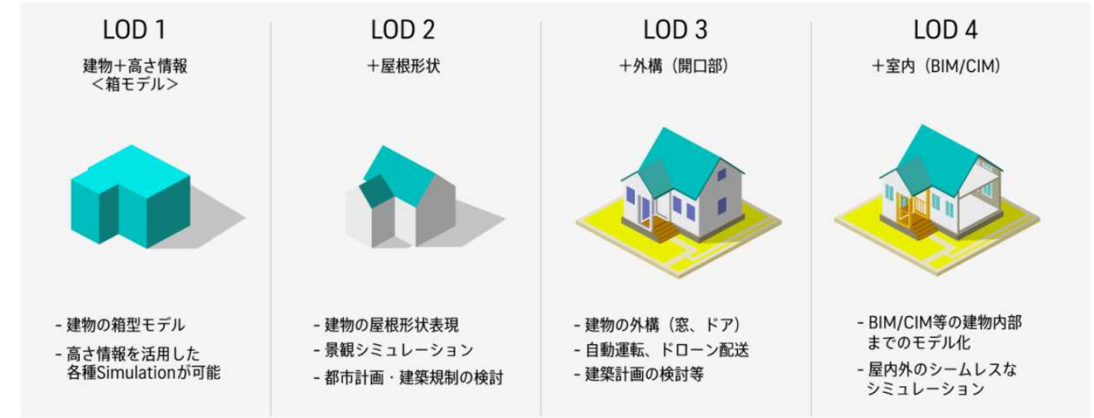 LOD 1
建物+高さ情報
<箱モデル>
- 建物の箱型モデル
- 高さ情報を活用した
各種Simulationが可能
LOD 2
+屋根形状
- 建物の屋根形状表現
- 景観シミュレーション
- 都市計画・建築規制の検討
LOD 3
+外構(開口部)
- 建物の外構(窓、ドア)
- 自動運転、ドローン配送
- 建築計画の検討等
LOD 4
+室内(BIM/CIM)
- BIM/CIM等の建物内部
までのモデル化
- 屋内外のシームレスな
シミュレーション